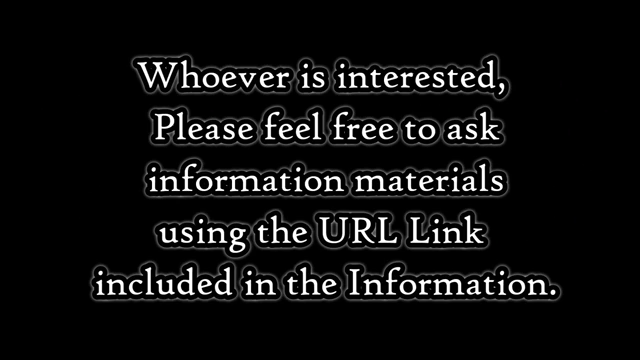 Whoever is interested,
Please feel free to ask
information materials
using the URL Link
included in the Information.